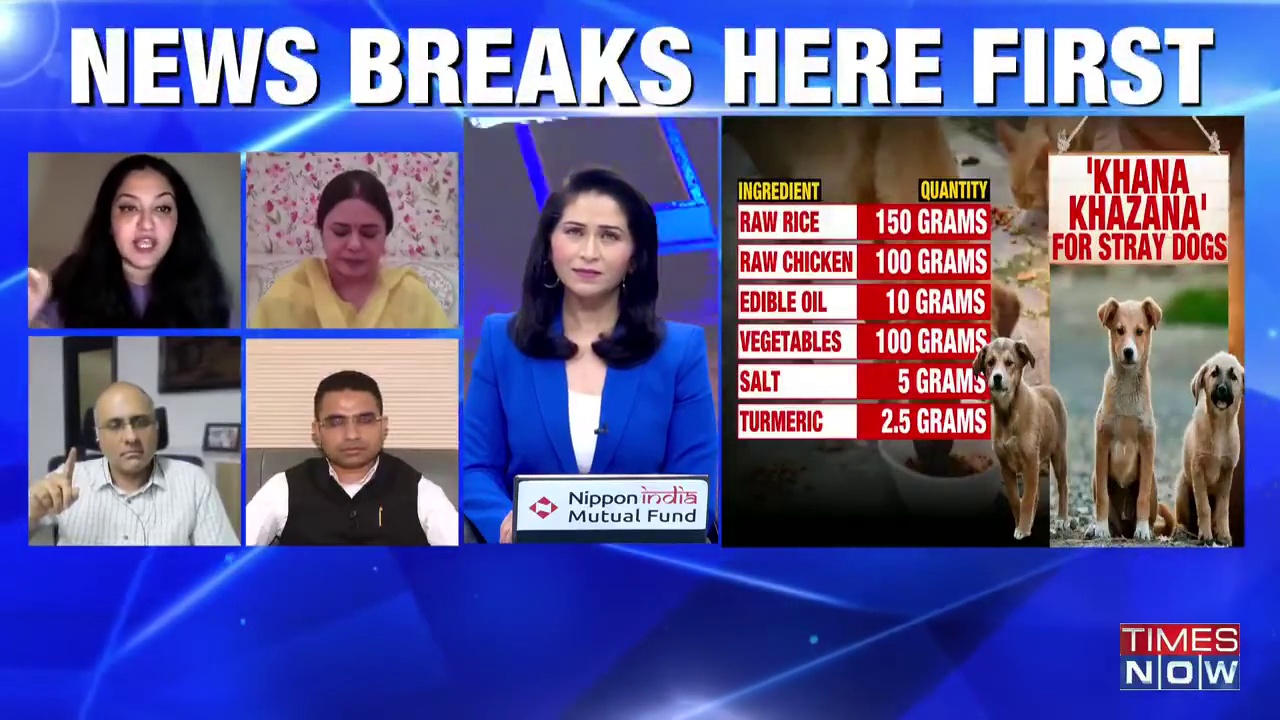 NEWS BREAKS HERE FIRST
INGREDIENT QUANTITY
RAW RICE 150 GRAMS
RAW CHICKEN 100 GRAMS
EDIBLE OIL 10 GRAMS
VEGETABLES 100 GRAMS
SALT 5 GRAMS
TURMERIC 2.5 GRAMS
'KHANA
KHAZANA'
FOR STRAY DOGS
Nippon india
Mutual Fund
TIMES
NOW